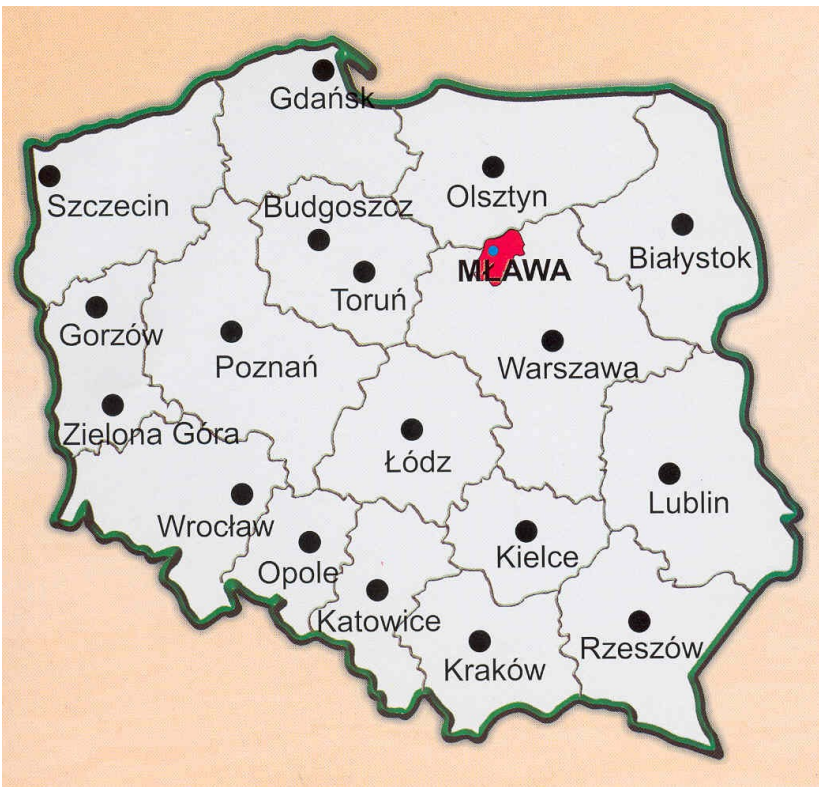 Gdańsk
Szczecin
Budgoszcz
Olsztyn
Białystok
MŁAWA
Toruń
Gorzów
Poznań
Warszawa
Zielona Góra
Łódz
Lublin
Wrocław
Opole
Kielce
Katowice
Kraków
Rzeszów